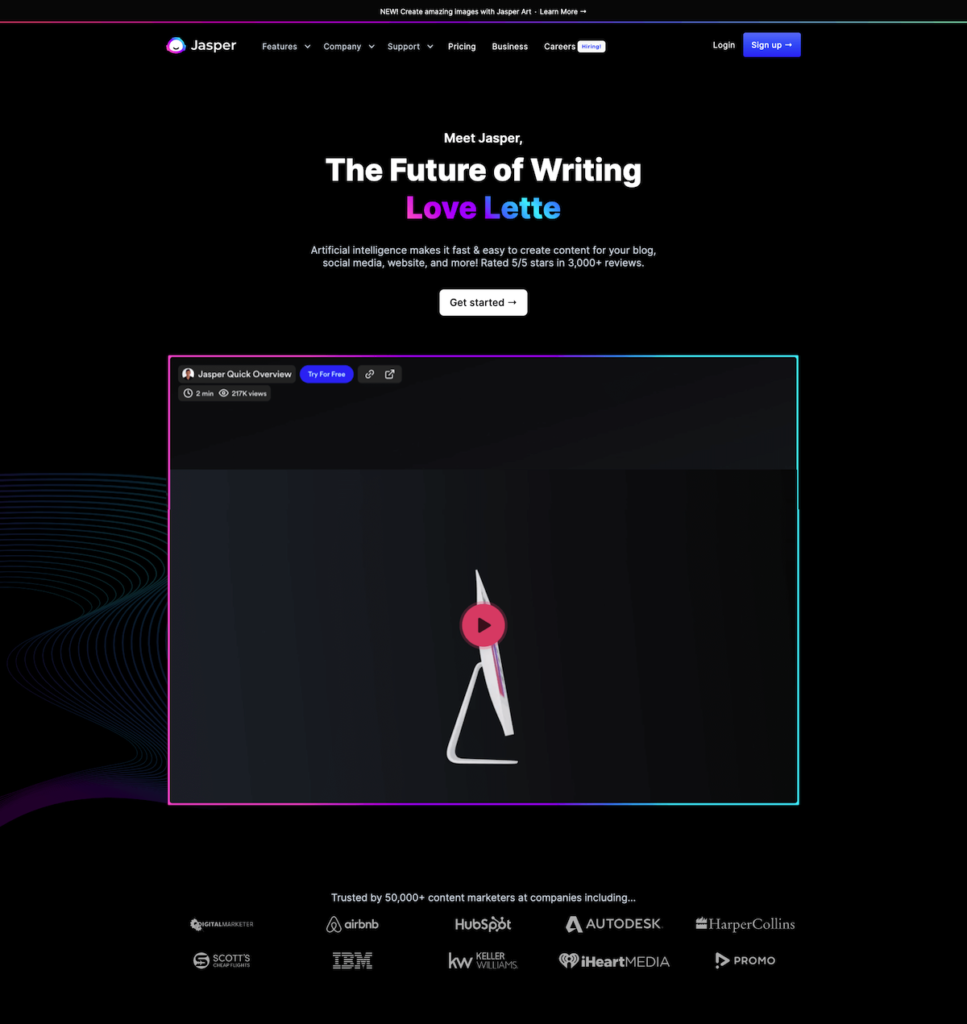 NEW! Create amazing images with Jasper Art - Learn More →
Jasper
Features
Company
Support
Pricing
Business
Careers
Hiring!
Login
Sign up →
Meet Jasper,
The Future of Writing
Love Lette
Artificial intelligence makes it fast & easy to create content for your blog,
social media, website, and more! Rated 5/5 stars in 3,000+ reviews.
Get started →
Jasper Quick Overview
Try For Free
2 min
217K views
Trusted by 50,000+ content marketers at companies including...
DIGITALMARKETER
airbnb
HubSpot
AUTODESK
HarperCollins
SCOTT'S
CHEAP FLIGHTS
IBM
kw
KELLER
WILLIAMS.
iHeartMEDIA
PROMO